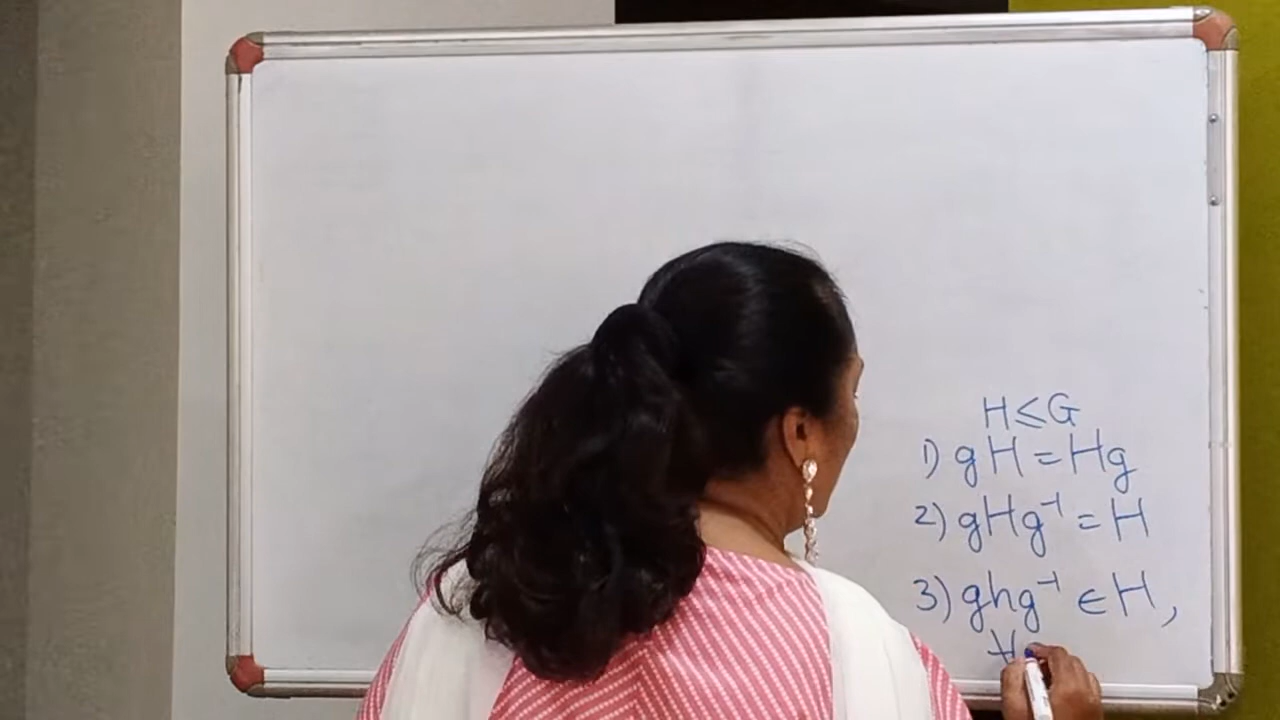 H≤G
1) gH = Hg
2) gHg⁻¹ = H
3) ghg⁻¹ ∈ H,
∀